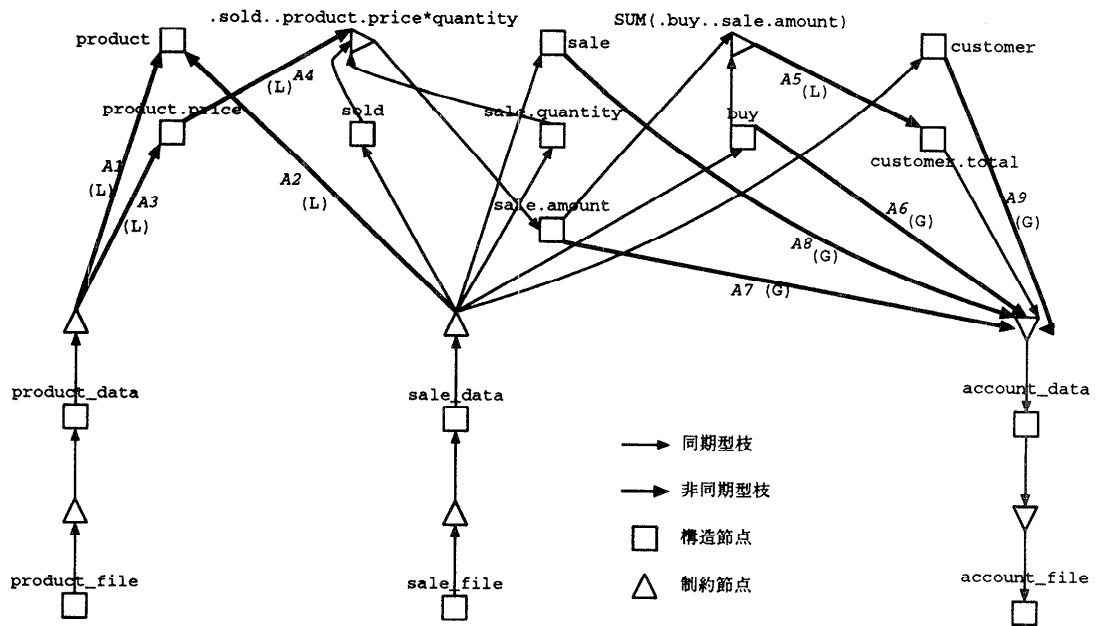 .sold..product.price*quantity
SUM(.buy..sale.amount)
product
sale
customer
A4
(L)
A5
(L)
product.price
sold
sale.quantity
buy
customer.total
A1
(L)
A3
(L)
A2
(L)
sale.amount
A6
(G)
A9
(G)
A8
(G)
A7 (G)
product_data
sale_data
account_data
同期型枝
非同期型枝
構造節点
制約節点
product_file
sale_file
account_file